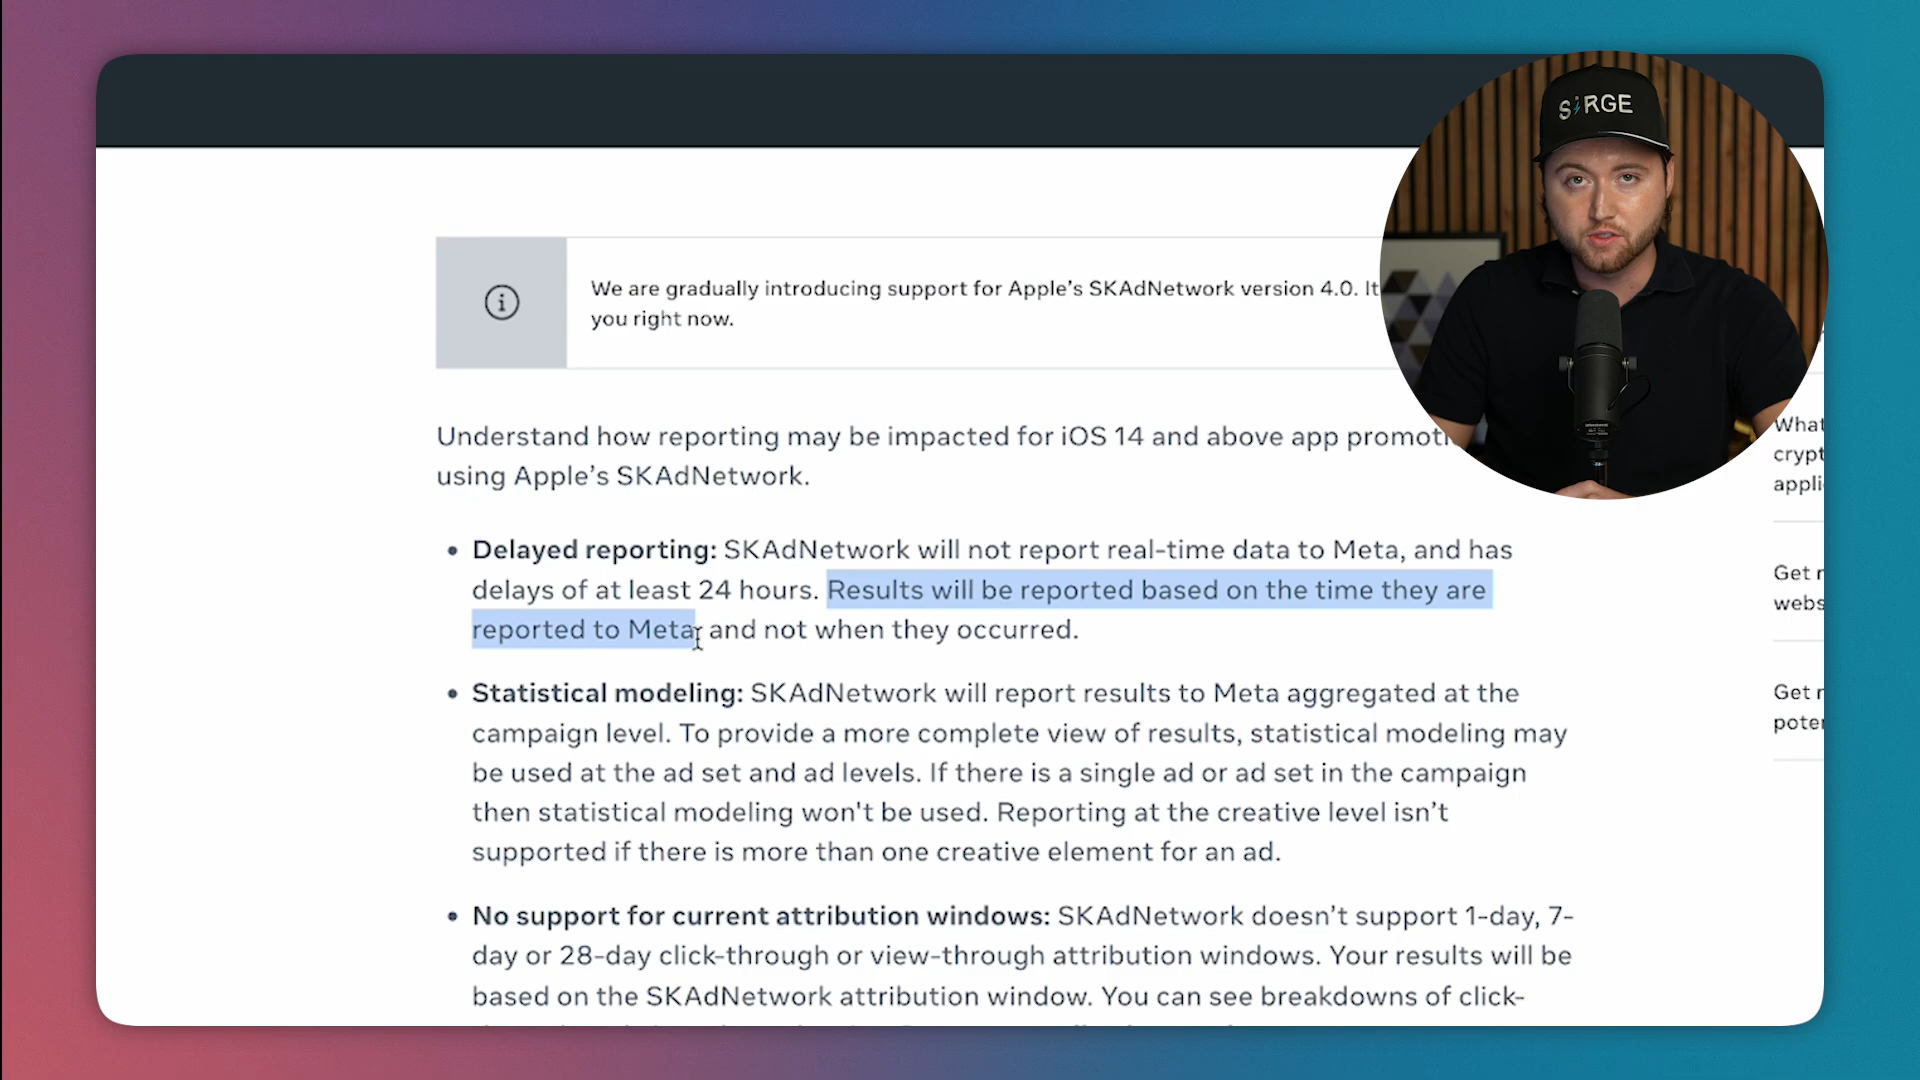 SIRGE
We are gradually introducing support for Apple's SKAdNetwork version 4.0. It
you right now.
Understand how reporting may be impacted for iOS 14 and above app promoti
using Apple's SKAdNetwork.
• Delayed reporting: SKAdNetwork will not report real-time data to Meta, and has
delays of at least 24 hours. Results will be reported based on the time they are
reported to Meta, and not when they occurred.
• Statistical modeling: SKAdNetwork will report results to Meta aggregated at the
campaign level. To provide a more complete view of results, statistical modeling may
be used at the ad set and ad levels. If there is a single ad or ad set in the campaign
then statistical modeling won't be used. Reporting at the creative level isn't
supported if there is more than one creative element for an ad.
• No support for current attribution windows: SKAdNetwork doesn't support 1-day, 7-
day or 28-day click-through or view-through attribution windows. Your results will be
based on the SKAdNetwork attribution window. You can see breakdowns of click-
What
crypt
appli
Get
webs
Get
poter